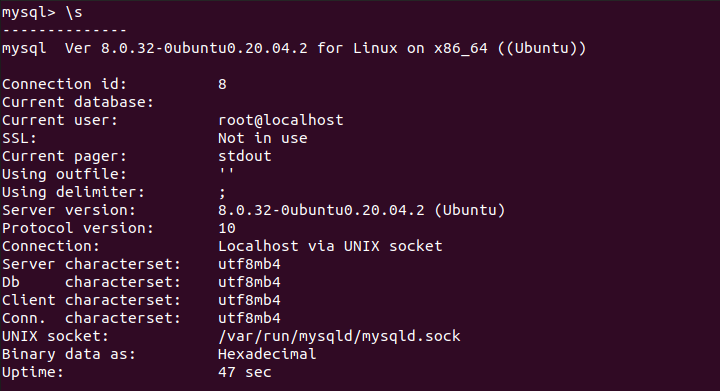 mysql> \s
--------------
mysql  Ver 8.0.32-0ubuntu0.20.04.2 for Linux on x86_64 ((Ubuntu))

Connection id:          8
Current database:
Current user:           root@localhost
SSL:                    Not in use
Current pager:          stdout
Using outfile:          ''
Using delimiter:        ;
Server version:         8.0.32-0ubuntu0.20.04.2 (Ubuntu)
Protocol version:       10
Connection:             Localhost via UNIX socket
Server characterset:    utf8mb4
Db     characterset:    utf8mb4
Client characterset:    utf8mb4
Conn.  characterset:    utf8mb4
UNIX socket:            /var/run/mysqld/mysqld.sock
Binary data as:         Hexadecimal
Uptime:                 47 sec